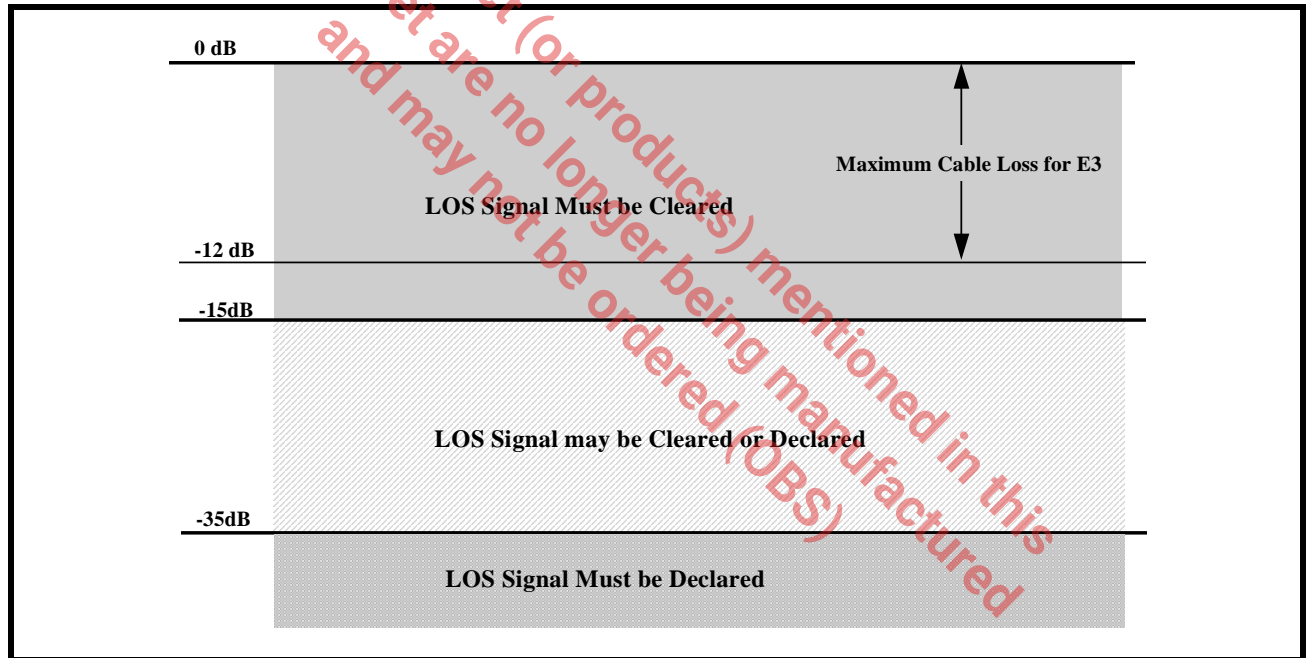 0 dB
Maximum Cable Loss for E3
LOS Signal Must be Cleared
-12 dB
-15dB
LOS Signal may be Cleared or Declared
-35dB
LOS Signal Must be Declared
ct (or products) mentioned in this
et are no longer being manufactured
and may not be ordered (OBS)